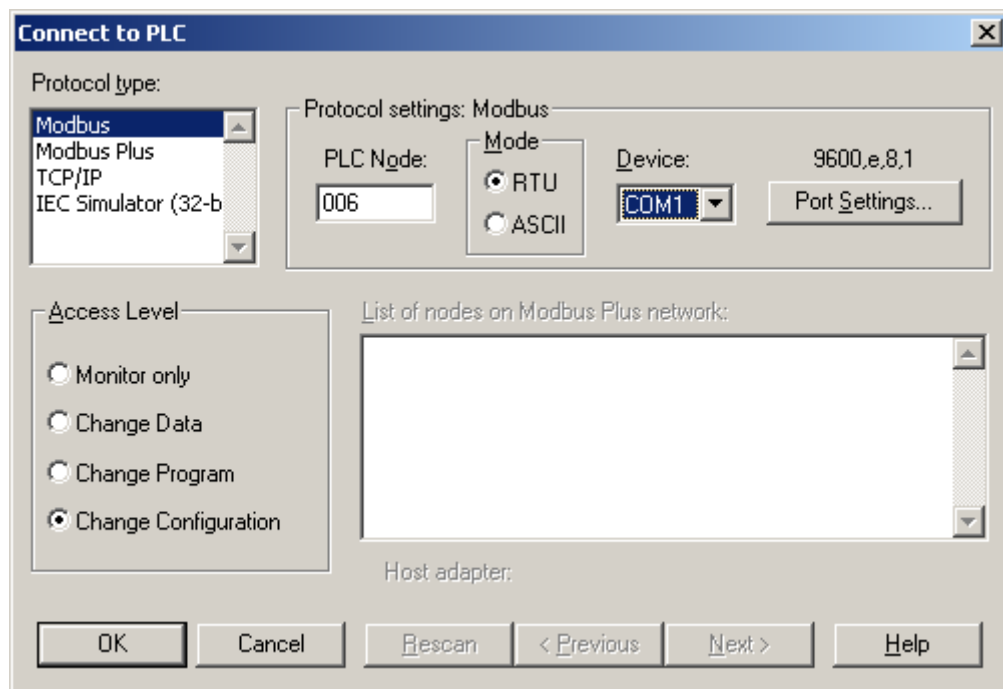 Connect to PLC
Protocol type:
Modbus
Modbus Plus
TCP/IP
IEC Simulator (32-b
Protocol settings: Modbus
PLC Node:
006
Mode
RTU
ASCII
Device:
COM1
9600,e,8,1
Port Settings...
Access Level
Monitor only
Change Data
Change Program
Change Configuration
List of nodes on Modbus Plus network:
Host adapter:
OK
Cancel
Rescan
< Previous
Next >
Help